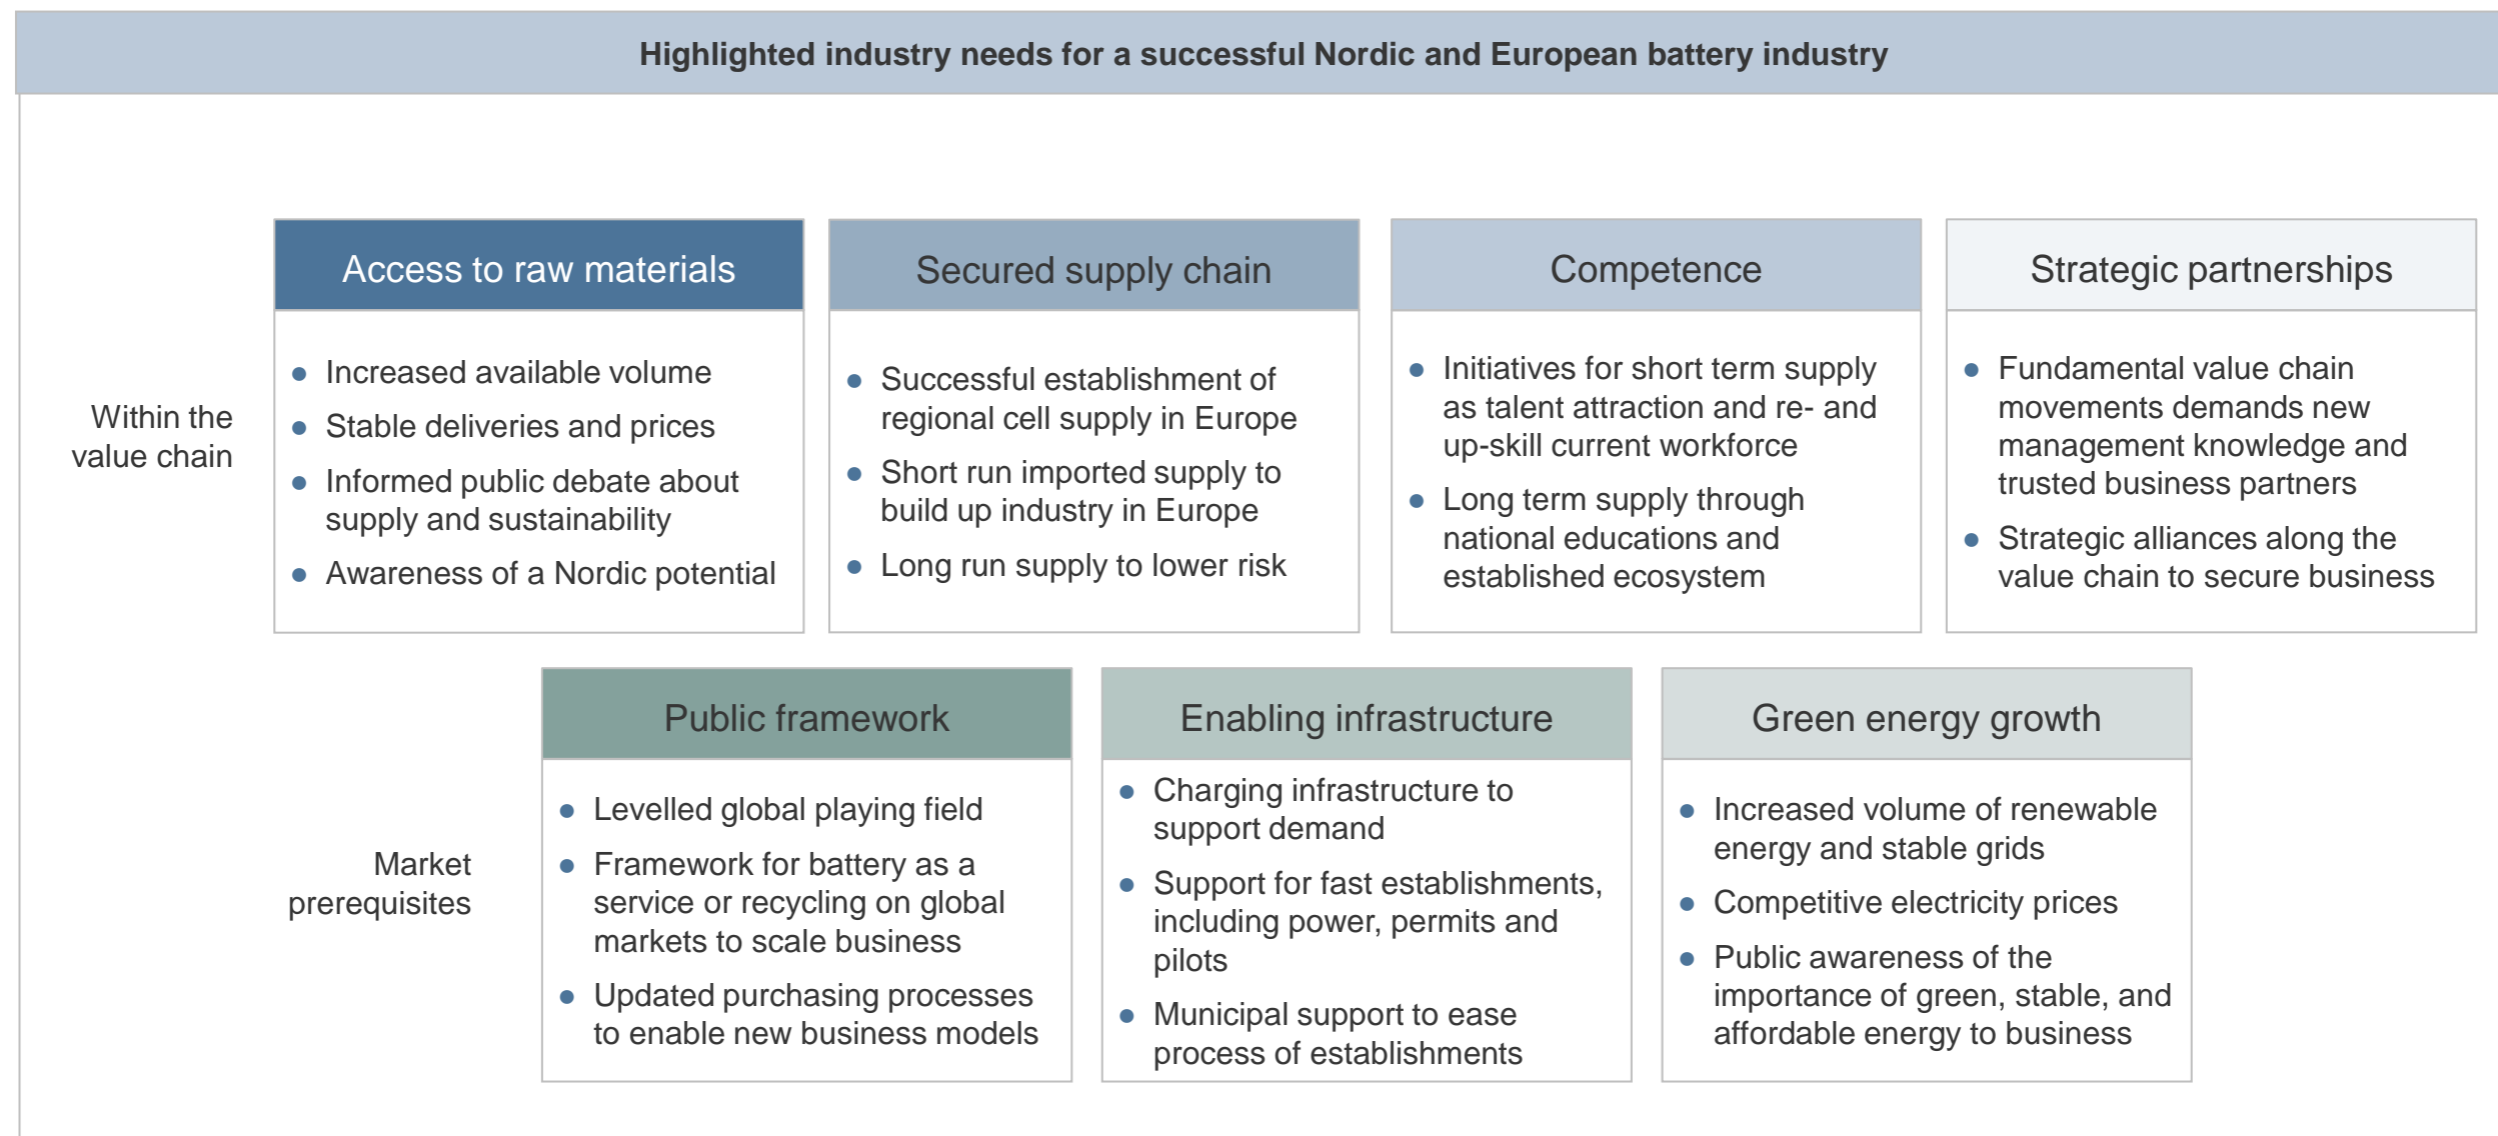 Highlighted industry needs for a successful Nordic and European battery industry
Within the
value chain
Access to raw materials
● Increased available volume
● Stable deliveries and prices
● Informed public debate about
supply and sustainability
● Awareness of a Nordic potential
Secured supply chain
● Successful establishment of
regional cell supply in Europe
● Short run imported supply to
build up industry in Europe
● Long run supply to lower risk
Competence
● Initiatives for short term supply
as talent attraction and re- and
up-skill current workforce
● Long term supply through
national educations and
established ecosystem
Strategic partnerships
● Fundamental value chain
movements demands new
management knowledge and
trusted business partners
● Strategic alliances along the
value chain to secure business
Market
prerequisites
Public framework
● Levelled global playing field
● Framework for battery as a
service or recycling on global
markets to scale business
● Updated purchasing processes
to enable new business models
Enabling infrastructure
● Charging infrastructure to
support demand
● Support for fast establishments,
including power, permits and
pilots
● Municipal support to ease
process of establishments
Green energy growth
● Increased volume of renewable
energy and stable grids
● Competitive electricity prices
● Public awareness of the
importance of green, stable, and
affordable energy to business